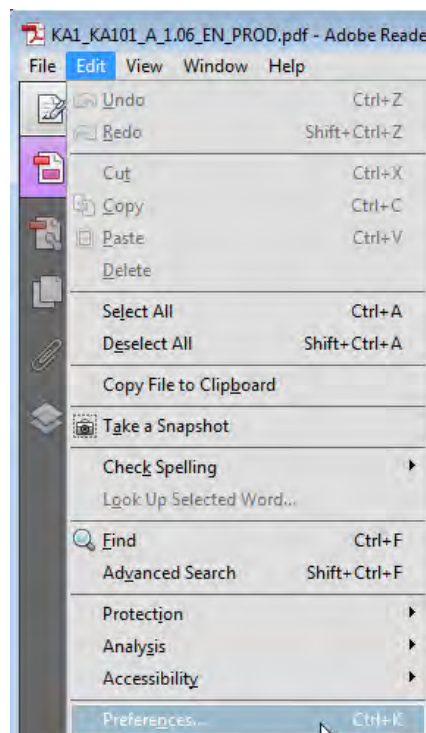 KA1_KA101_A_1.06_EN_PROD.pdf - Adobe Reade
File Edit View Window Help
Undo Ctrl+Z
Redo Shift+Ctrl+Z
Cut Ctrl+X
Copy Ctrl+C
Paste Ctrl+V
Delete
Select All Ctrl+A
Deselect All Shift+Ctrl+A
Copy File to Clipboard
Take a Snapshot
Check Spelling
Look Up Selected Word...
Find Ctrl+F
Advanced Search Shift+Ctrl+F
Protection
Analysis
Accessibility
Preferences... Ctrl+K